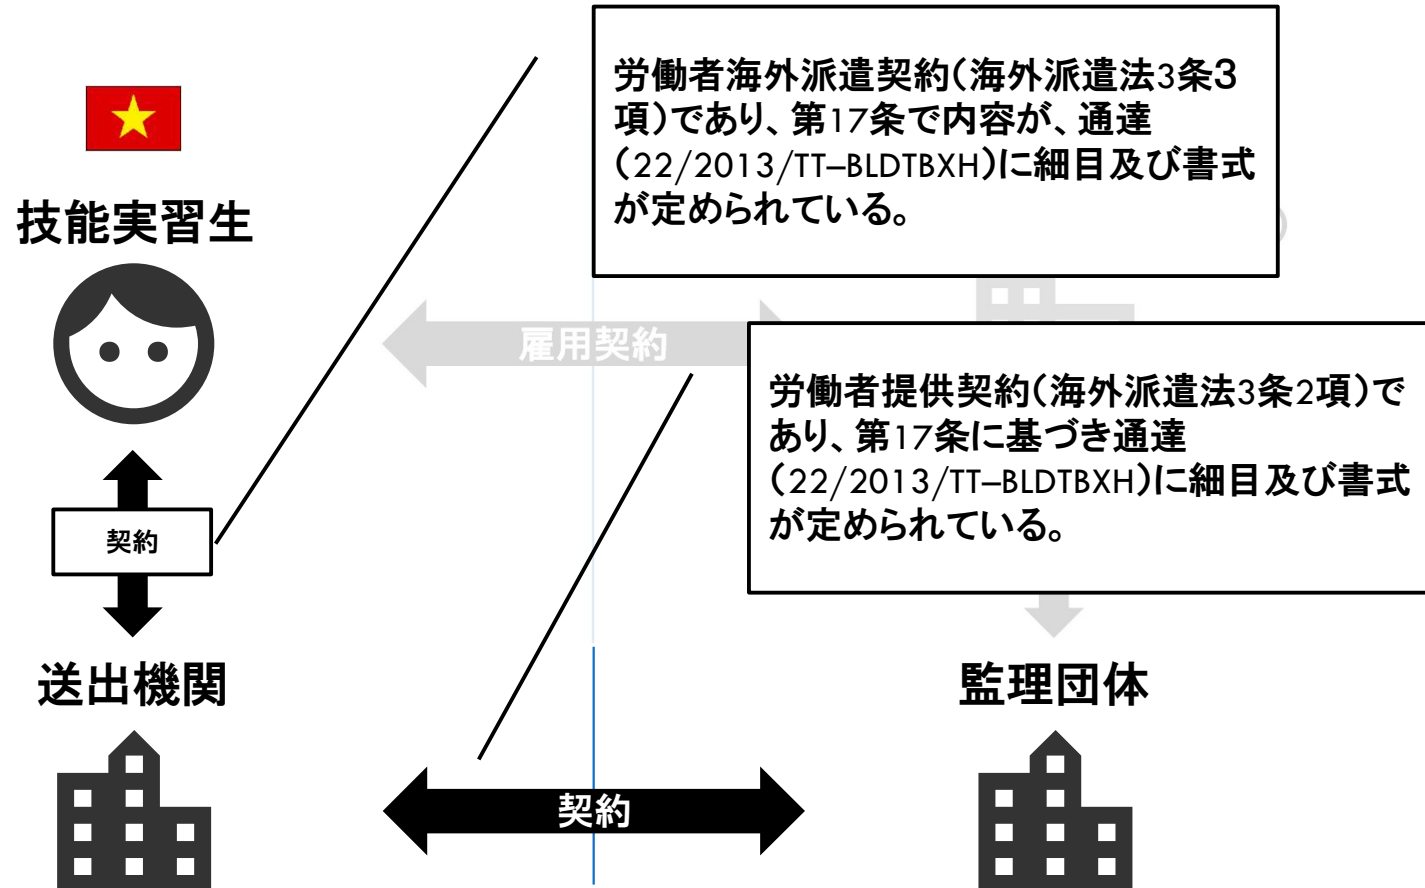 労働者海外派遣契約(海外派遣法3条3
項)であり、第17条で内容が、通達
(22/2013/TT–BLDTBXH)に細目及び書式
が定められている。
技能実習生
雇用契約
労働者提供契約(海外派遣法3条2項)で
あり、第17条に基づき通達
(22/2013/TT–BLDTBXH)に細目及び書式
が定められている。
契約
送出機関
監理団体
契約